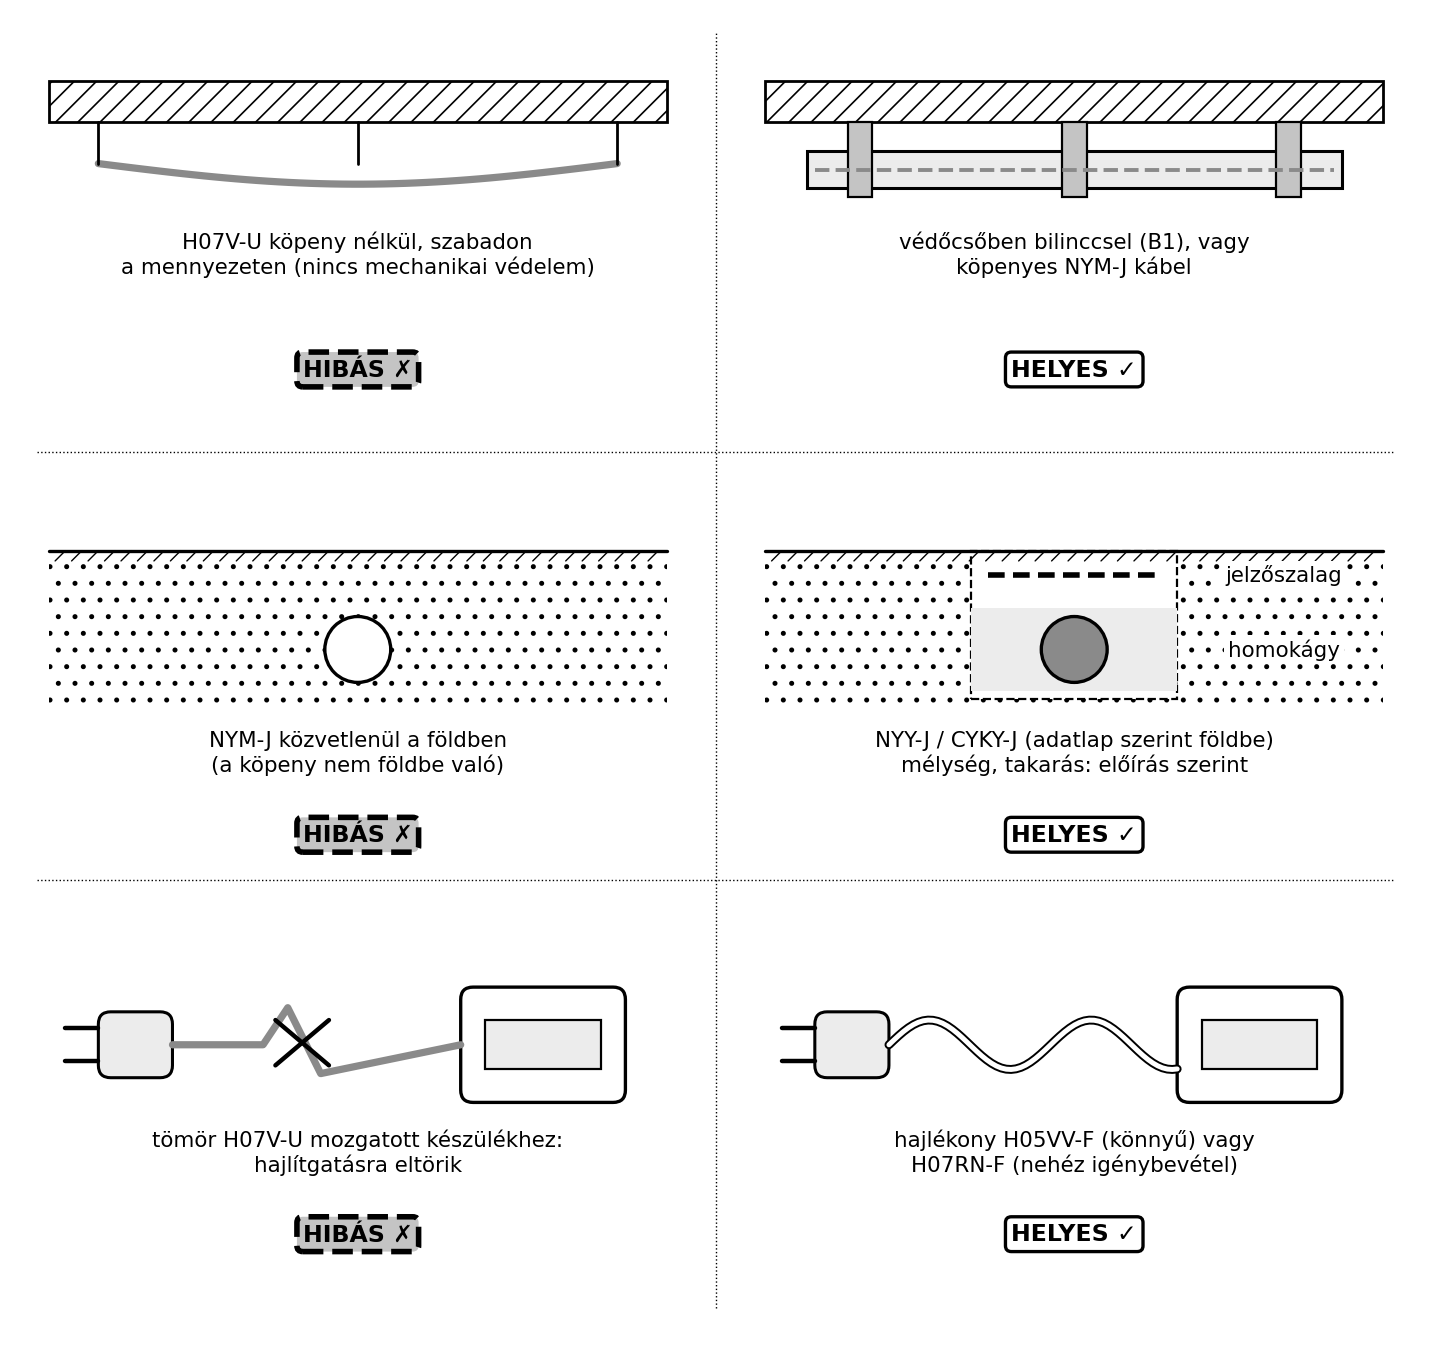 H07V-U köpeny nélkül, szabadon
a mennyezeten (nincs mechanikai védelem)
HIBÁS ✗
védőcsőben bilinccsel (B1), vagy
köpenyes NYM-J kábel
HELYES ✓
NYM-J közvetlenül a földben
(a köpeny nem földbe való)
HIBÁS ✗
jelzőszalag
homokágy
NYY-J / CYKY-J (adatlap szerint földbe)
mélység, takarás: előírás szerint
HELYES ✓
tömör H07V-U mozgatott készülékhez:
hajlítgatásra eltörik
HIBÁS ✗
hajlékony H05VV-F (könnyű) vagy
H07RN-F (nehéz igénybevétel)
HELYES ✓